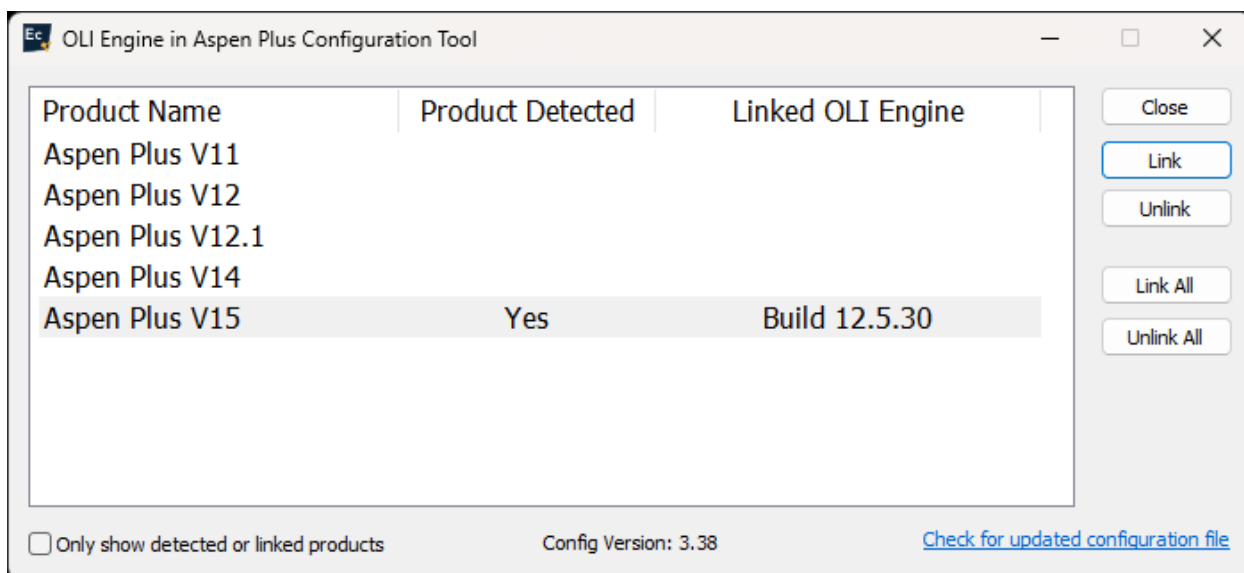 Ec OLI Engine in Aspen Plus Configuration Tool
Product Name Product Detected Linked OLI Engine
Aspen Plus V11
Aspen Plus V12
Aspen Plus V12.1
Aspen Plus V14
Aspen Plus V15 Yes Build 12.5.30
Close
Link
Unlink
Link All
Unlink All
Only show detected or linked products Config Version: 3.38 Check for updated configuration file